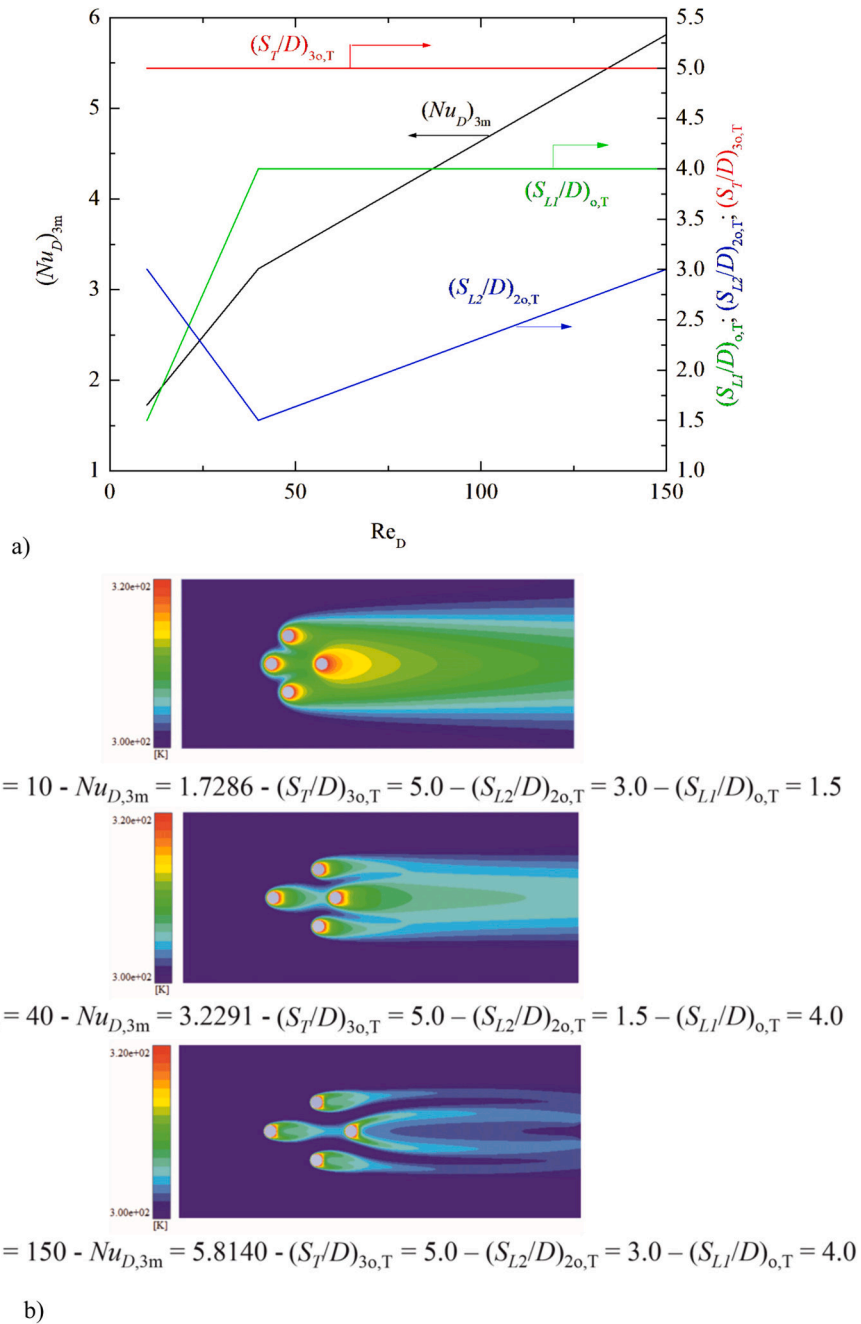 6
5
4
3
2
1
(Nu_D)_3m
0
50
100
150
Re_D
5.5
5.0
4.5
4.0
3.5
3.0
2.5
2.0
1.5
1.0
(S_L1/D)_o,T; (S_L2/D)_2o,T; (S_T/D)_3o,T
(S_T/D)_3o,T
(Nu_D)_3m
(S_L1/D)_o,T
(S_L2/D)_2o,T
a)
3.20e+02
3.00e+02
[K]
= 10 - Nu_D,3m = 1.7286 - (S_T/D)_3o,T = 5.0 – (S_L2/D)_2o,T = 3.0 – (S_L1/D)_o,T = 1.5
3.20e+02
3.00e+02
[K]
= 40 - Nu_D,3m = 3.2291 - (S_T/D)_3o,T = 5.0 – (S_L2/D)_2o,T = 1.5 – (S_L1/D)_o,T = 4.0
3.20e+02
3.00e+02
[K]
= 150 - Nu_D,3m = 5.8140 - (S_T/D)_3o,T = 5.0 – (S_L2/D)_2o,T = 3.0 – (S_L1/D)_o,T = 4.0
b)